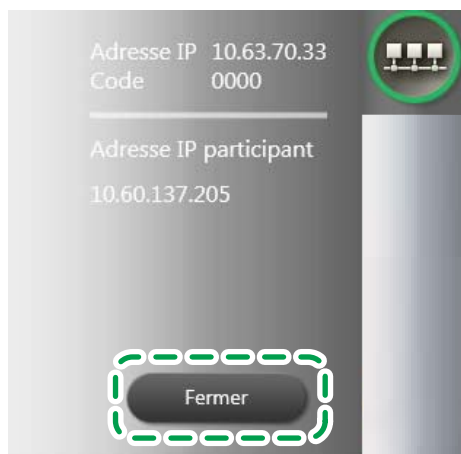 Adresse IP 10.63.70.33
Code 0000
Adresse IP participant
10.60.137.205
Fermer